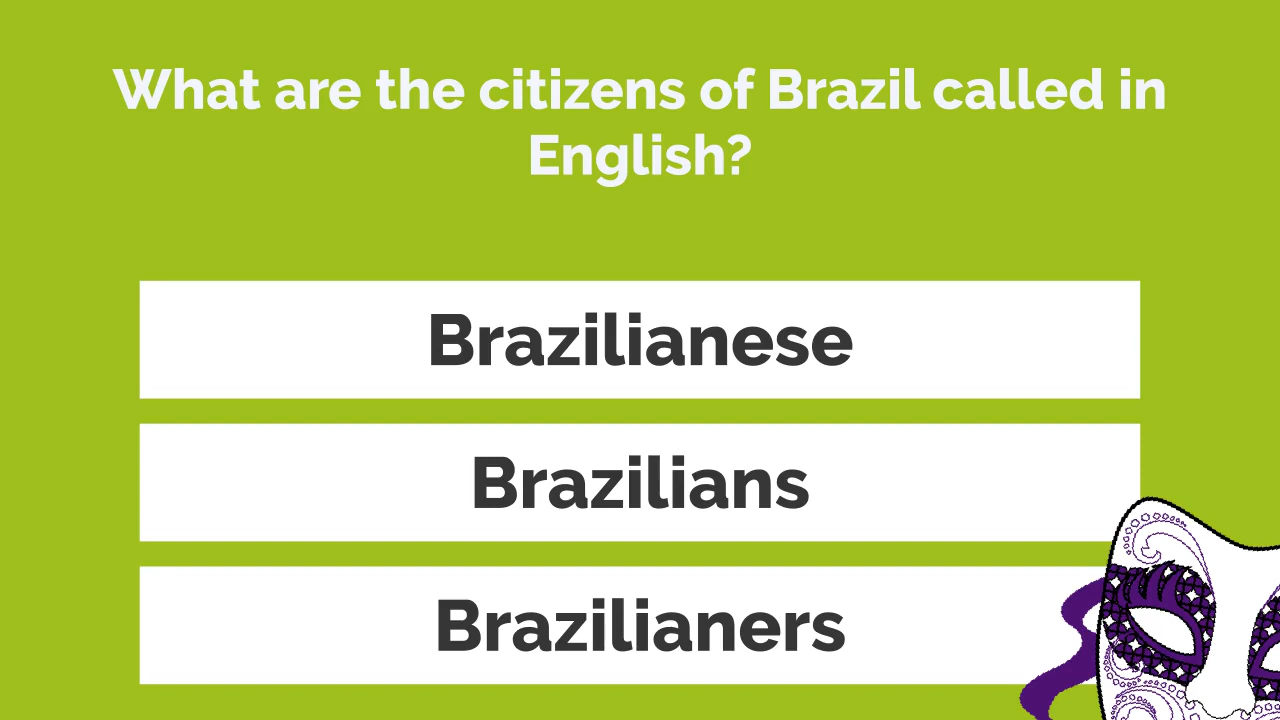 What are the citizens of Brazil called in
English?
Brazilianese
Brazilians
Brazilianers